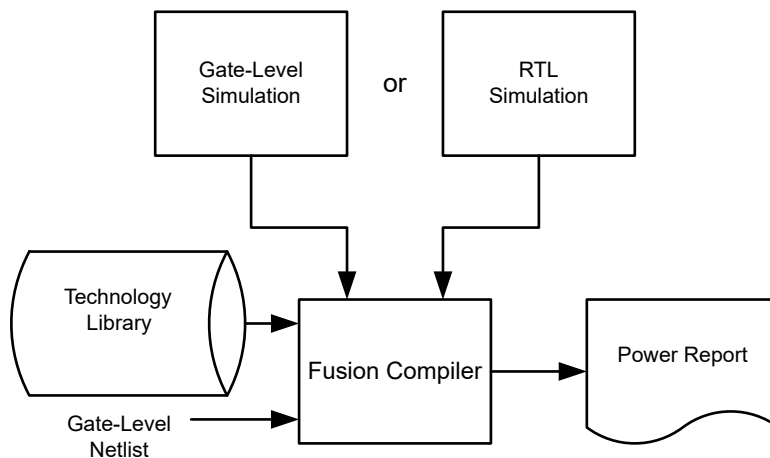 Gate-Level
Simulation
or
RTL
Simulation
Technology
Library
Fusion Compiler
Power Report
Gate-Level
Netlist